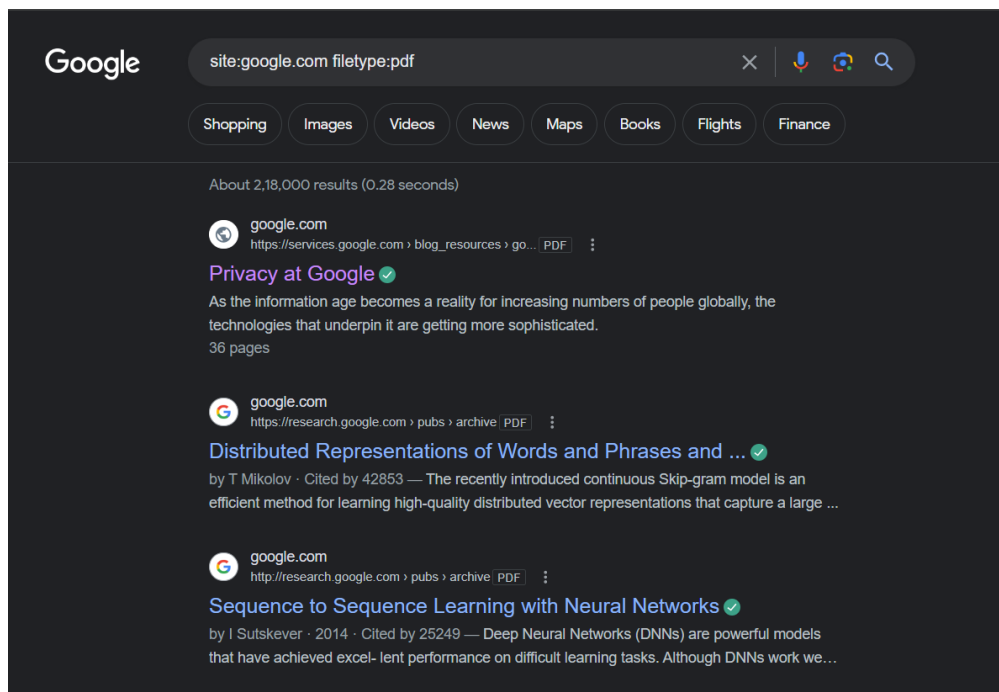 Google
site:google.com filetype:pdf
Shopping Images Videos News Maps Books Flights Finance
About 2,18,000 results (0.28 seconds)
google.com
https://services.google.com › blog_resources › go... PDF
Privacy at Google
As the information age becomes a reality for increasing numbers of people globally, the
technologies that underpin it are getting more sophisticated.
36 pages
google.com
https://research.google.com › pubs › archive PDF
Distributed Representations of Words and Phrases and ...
by T Mikolov · Cited by 42853 — The recently introduced continuous Skip-gram model is an
efficient method for learning high-quality distributed vector representations that capture a large ...
google.com
http://research.google.com › pubs › archive PDF
Sequence to Sequence Learning with Neural Networks
by I Sutskever · 2014 · Cited by 25249 — Deep Neural Networks (DNNs) are powerful models
that have achieved excel- lent performance on difficult learning tasks. Although DNNs work we...